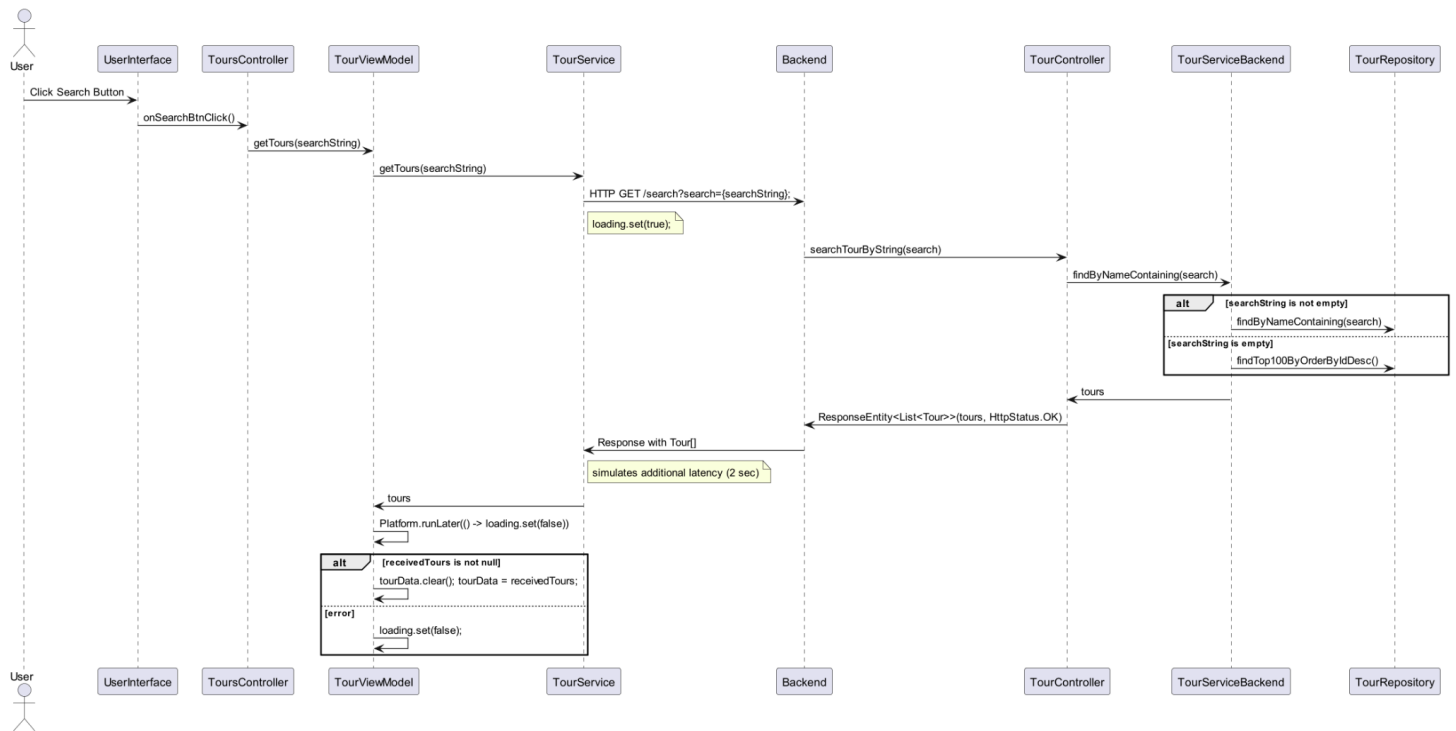 User
UserInterface
ToursController
TourViewModel
TourService
Backend
TourController
TourServiceBackend
TourRepository
Click Search Button
onSearchBtnClick()
getTours(searchString)
getTours(searchString)
HTTP GET /search?search={searchString};
loading.set(true);
searchTourByString(search)
findByNameContaining(search)
alt [searchString is not empty]
findByNameContaining(search)
[searchString is empty]
findTop100ByOrderByIdDesc()
tours
ResponseEntity<List<Tour>>(tours, HttpStatus.OK)
Response with Tour[]
simulates additional latency (2 sec)
tours
Platform.runLater(() -> loading.set(false))
alt [receivedTours is not null]
tourData.clear(); tourData = receivedTours;
[error]
loading.set(false);
User
UserInterface
ToursController
TourViewModel
TourService
Backend
TourController
TourServiceBackend
TourRepository